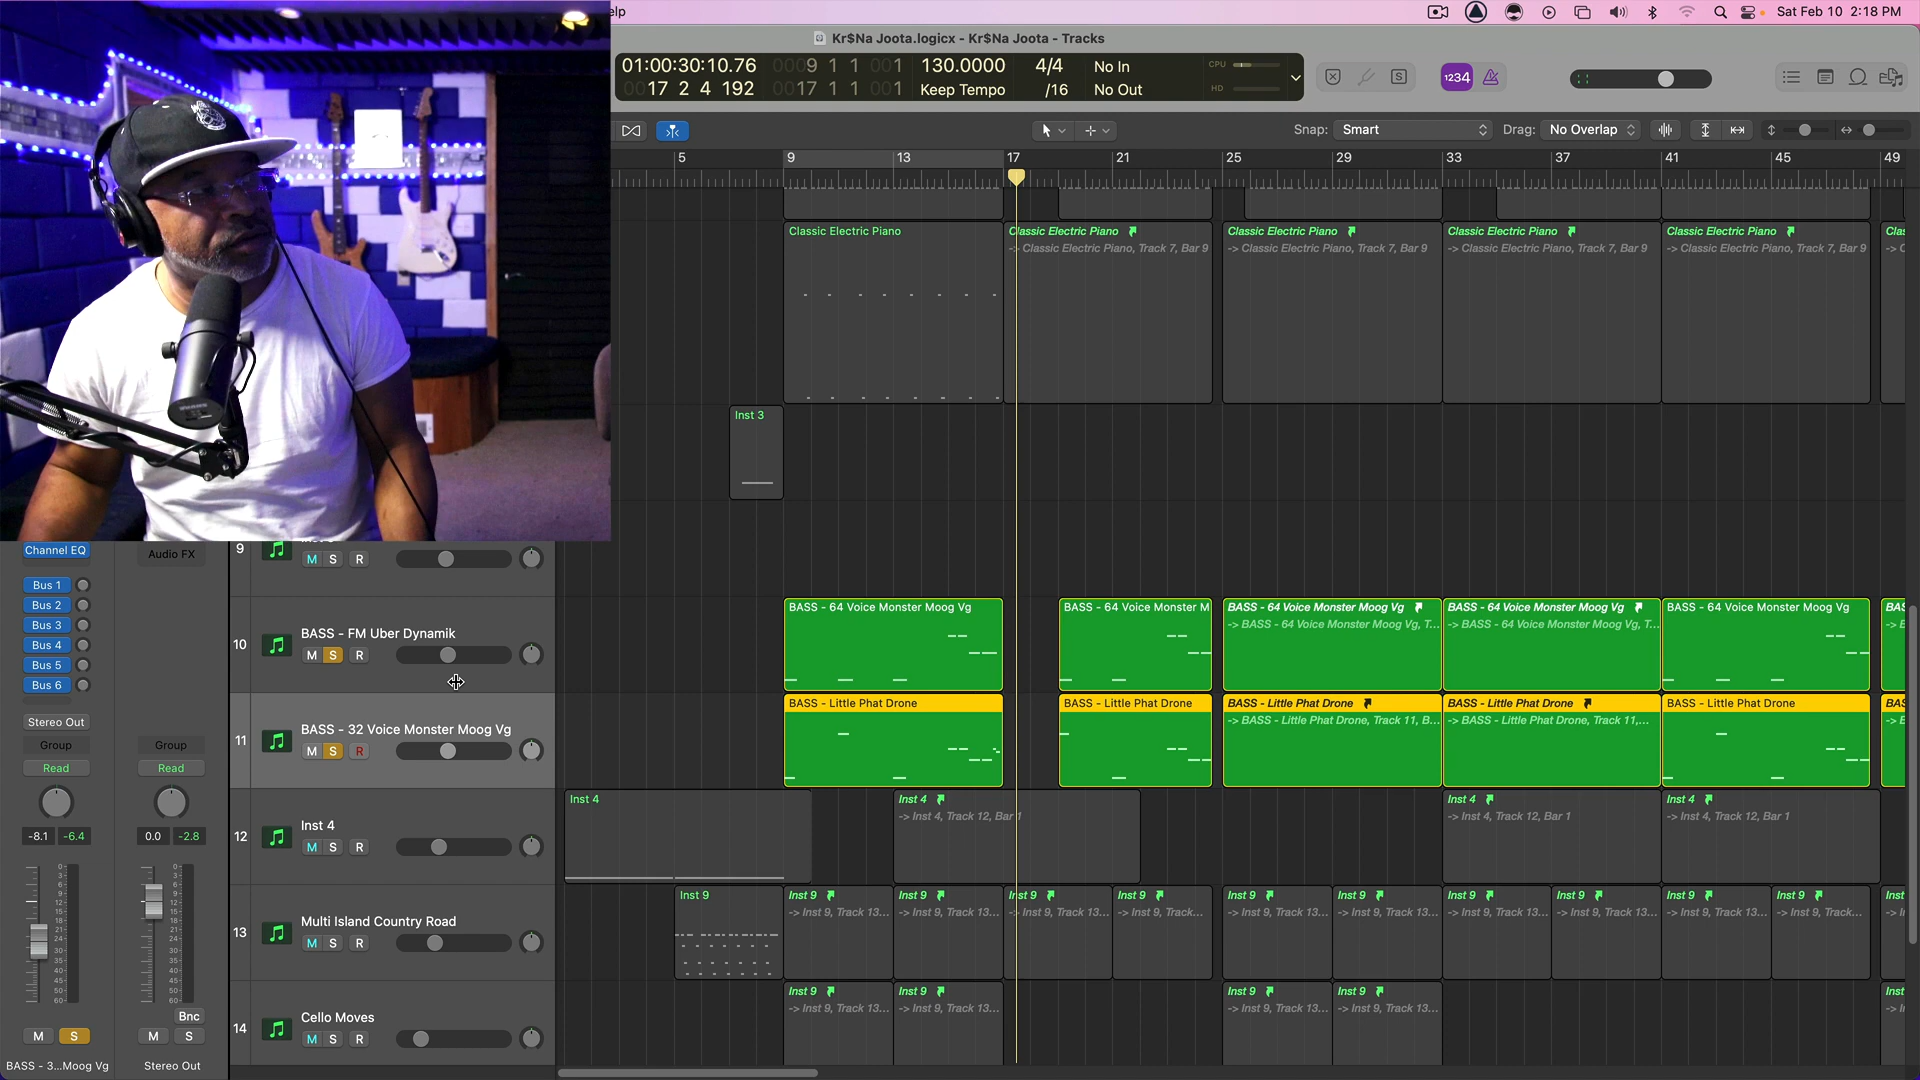 elp
Sat Feb 10 2:18 PM
Kr$Na Joota.logicx - Kr$Na Joota - Tracks
01:00:30:10.76
0009 1 1 001
130.0000
4/4
No In
CPU
0017 2 4 192
0017 1 1 001
Keep Tempo
/16
No Out
HD
S
1234
Snap: Smart
Drag: No Overlap
5 9 13 17 21 25 29 33 37 41 45 49
Classic Electric Piano
Classic Electric Piano
-> Classic Electric Piano, Track 7, Bar 9
Classic Electric Piano
-> Classic Electric Piano, Track 7, Bar 9
Classic Electric Piano
-> Classic Electric Piano, Track 7, Bar 9
Classic Electric Piano
-> Classic Electric Piano, Track 7, Bar 9
Clas
Inst 3
Channel EQ
Audio FX
Bus 1
Bus 2
Bus 3
Bus 4
Bus 5
Bus 6
Stereo Out
Group
Group
Read
Read
-8.1 -6.4
0.0 -2.8
Bnc
M S
M S
BASS - 3...Moog Vg
Stereo Out
9
M S R
10
BASS - FM Uber Dynamik
M S R
BASS - 64 Voice Monster Moog Vg
BASS - 64 Voice Monster M
BASS - 64 Voice Monster Moog Vg
-> BASS - 64 Voice Monster Moog Vg, T...
BASS - 64 Voice Monster Moog Vg
-> BASS - 64 Voice Monster Moog Vg, T...
BASS - 64 Voice Monster Moog Vg
BAS
11
BASS - 32 Voice Monster Moog Vg
M S R
BASS - Little Phat Drone
BASS - Little Phat Drone
BASS - Little Phat Drone
-> BASS - Little Phat Drone, Track 11, B...
BASS - Little Phat Drone
-> BASS - Little Phat Drone, Track 11,...
BASS - Little Phat Drone
BAS
12
Inst 4
M S R
Inst 4
Inst 4
-> Inst 4, Track 12, Bar 1
Inst 4
-> Inst 4, Track 12, Bar 1
Inst 4
-> Inst 4, Track 12, Bar 1
13
Multi Island Country Road
M S R
Inst 9
Inst 9
-> Inst 9, Track 13...
Inst 9
-> Inst 9, Track 13...
Inst 9
-> Inst 9, Track 13...
Inst 9
-> Inst 9, Track...
Inst 9
-> Inst 9, Track 13...
Inst 9
-> Inst 9, Track 13...
Inst 9
-> Inst 9, Track 13...
Inst 9
-> Inst 9, Track 13...
Inst 9
-> Inst 9, Track 13...
Inst 9
-> Inst 9, Track...
Inst
14
Cello Moves
M S R
Inst 9
-> Inst 9, Track 13...
Inst 9
-> Inst 9, Track 13...
Inst 9
-> Inst 9, Track 13...
Inst 9
-> Inst 9, Track 13...
Inst